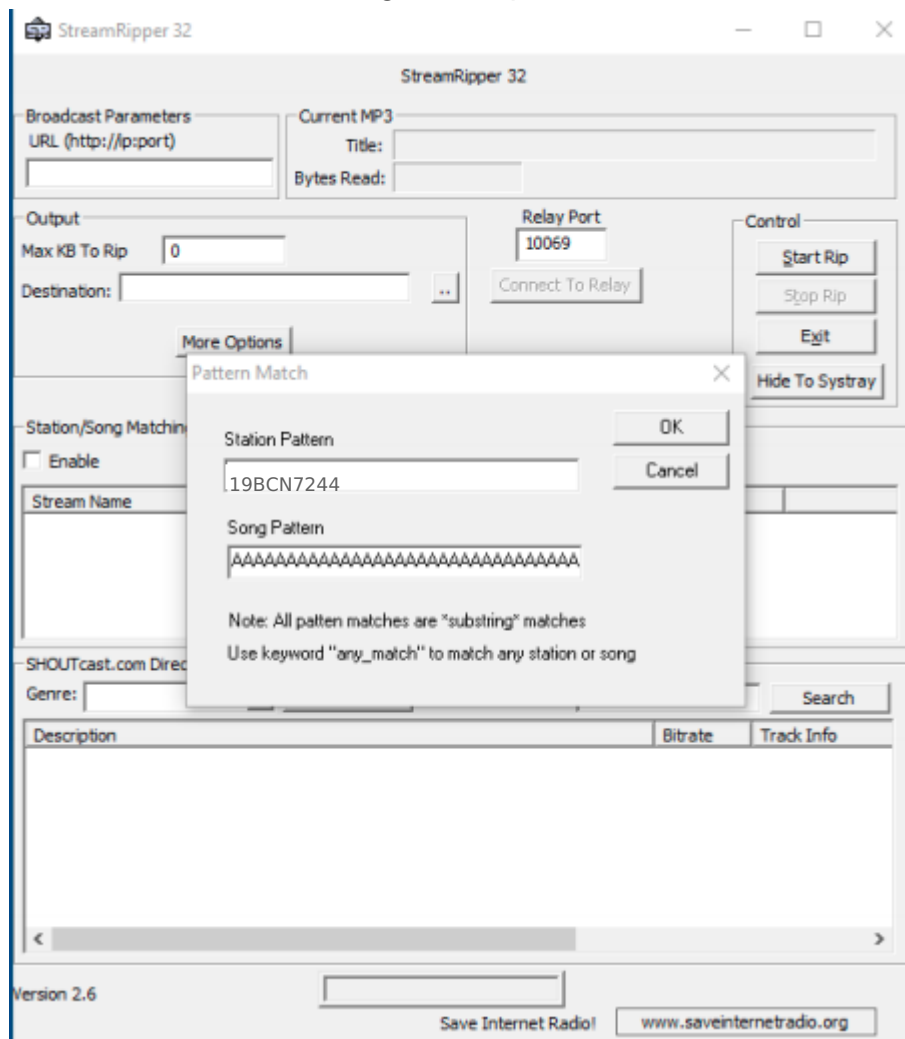 StreamRipper 32
StreamRipper 32
Broadcast Parameters
URL (http://ip:port)
Current MP3
Title:
Bytes Read:
Output
Max KB To Rip 0
Destination: ..
More Options
Relay Port
10069
Connect To Relay
Control
Start Rip
Stop Rip
Exit
Hide To Systray
Pattern Match
Station/Song Matchin
Enable
Stream Name
Station Pattern
19BCN7244
OK
Cancel
Song Pattern
AAAAAAAAAAAAAAAAAAAAAAAAAAAAAAAA
Note: All patten matches are *substring* matches
Use keyword "any_match" to match any station or song
SHOUTcast.com Direc
Genre:
Search
Description Bitrate Track Info
Version 2.6
Save Internet Radio! www.saveinternetradio.org